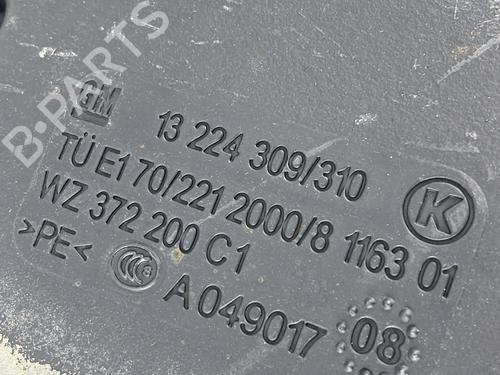 B-PARTS
GM
13 224 309/310
TÜ E1 70/221 2000/8 1163 01
K
WZ 372 200 C1
>PE<
CCC S
A 049017 08